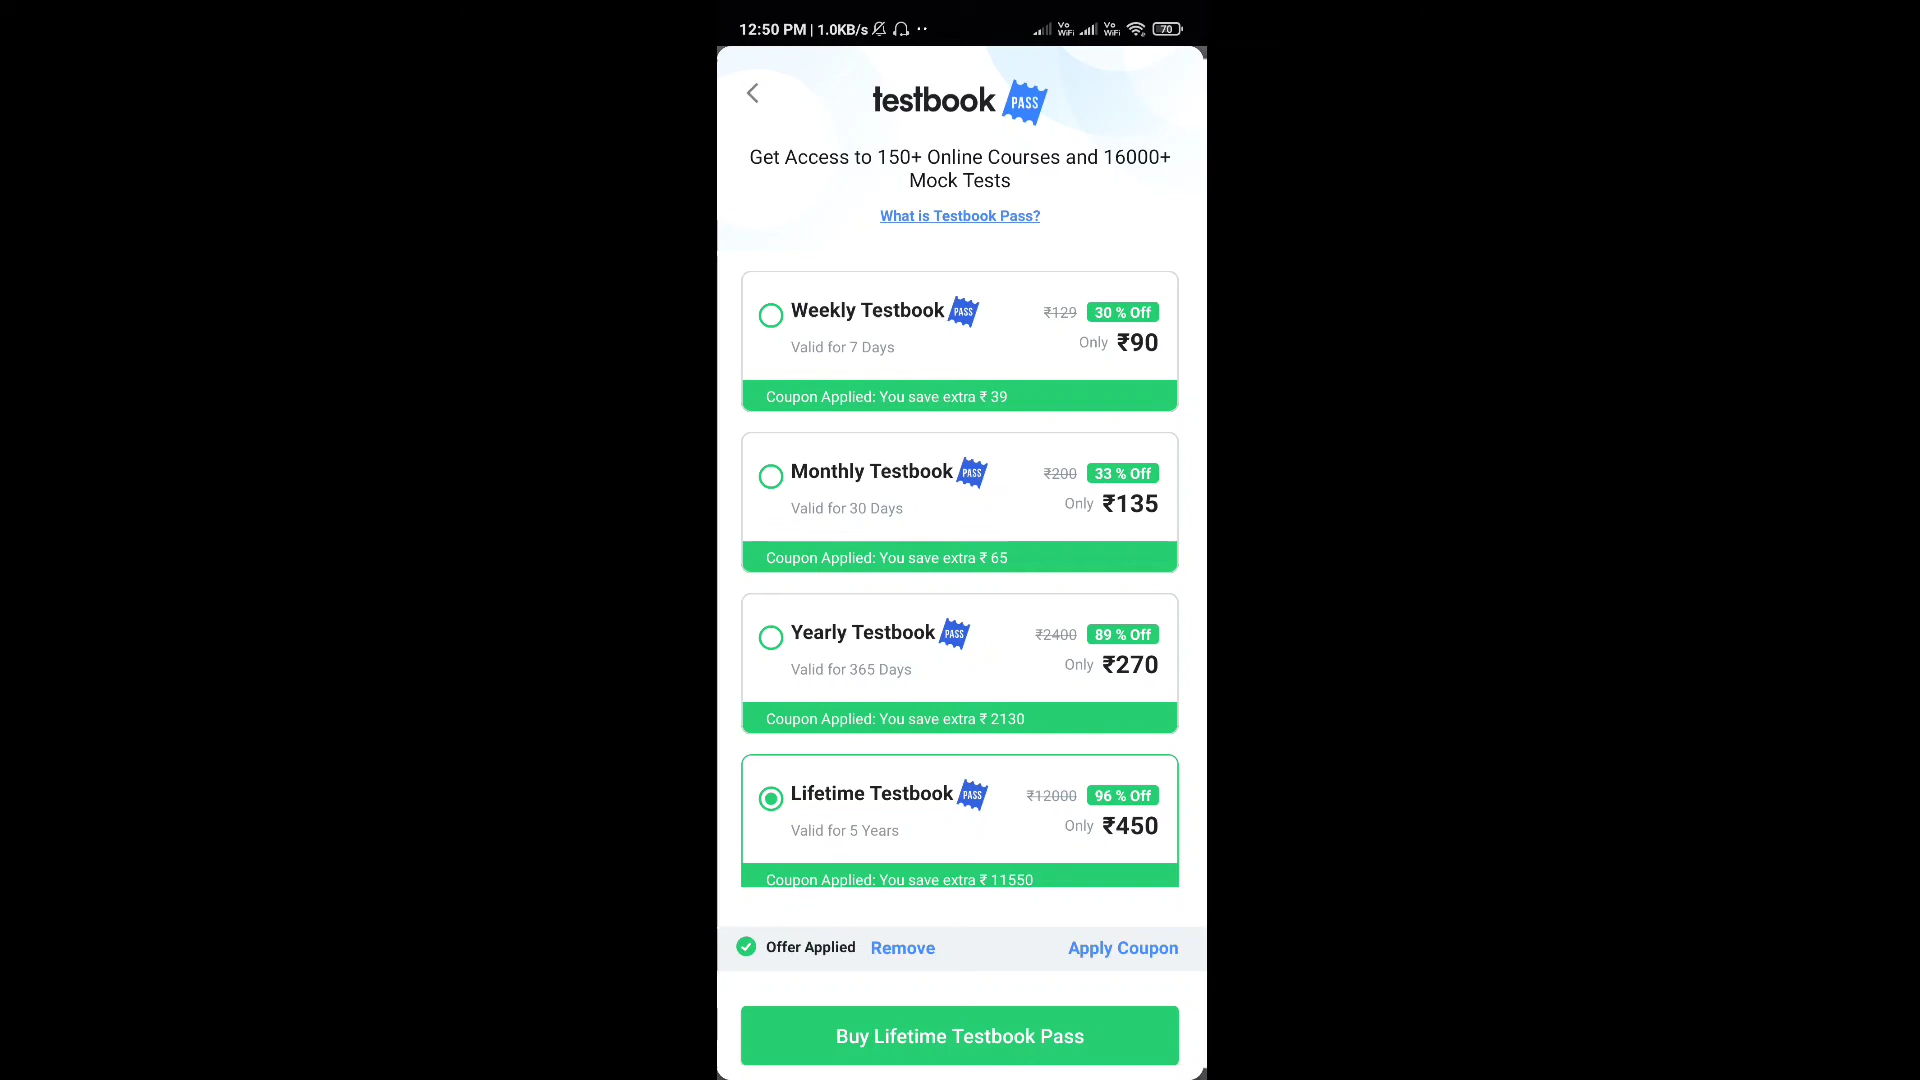 12:50 PM | 1.0KB/s
Vo WiFi Vo WiFi 70
testbook PASS
Get Access to 150+ Online Courses and 16000+
Mock Tests
What is Testbook Pass?
Weekly Testbook PASS ₹129 30 % Off
Valid for 7 Days Only ₹90
Coupon Applied: You save extra ₹ 39
Monthly Testbook PASS ₹200 33 % Off
Valid for 30 Days Only ₹135
Coupon Applied: You save extra ₹ 65
Yearly Testbook PASS ₹2400 89 % Off
Valid for 365 Days Only ₹270
Coupon Applied: You save extra ₹ 2130
Lifetime Testbook PASS ₹12000 96 % Off
Valid for 5 Years Only ₹450
Coupon Applied: You save extra ₹ 11550
Offer Applied Remove Apply Coupon
Buy Lifetime Testbook Pass